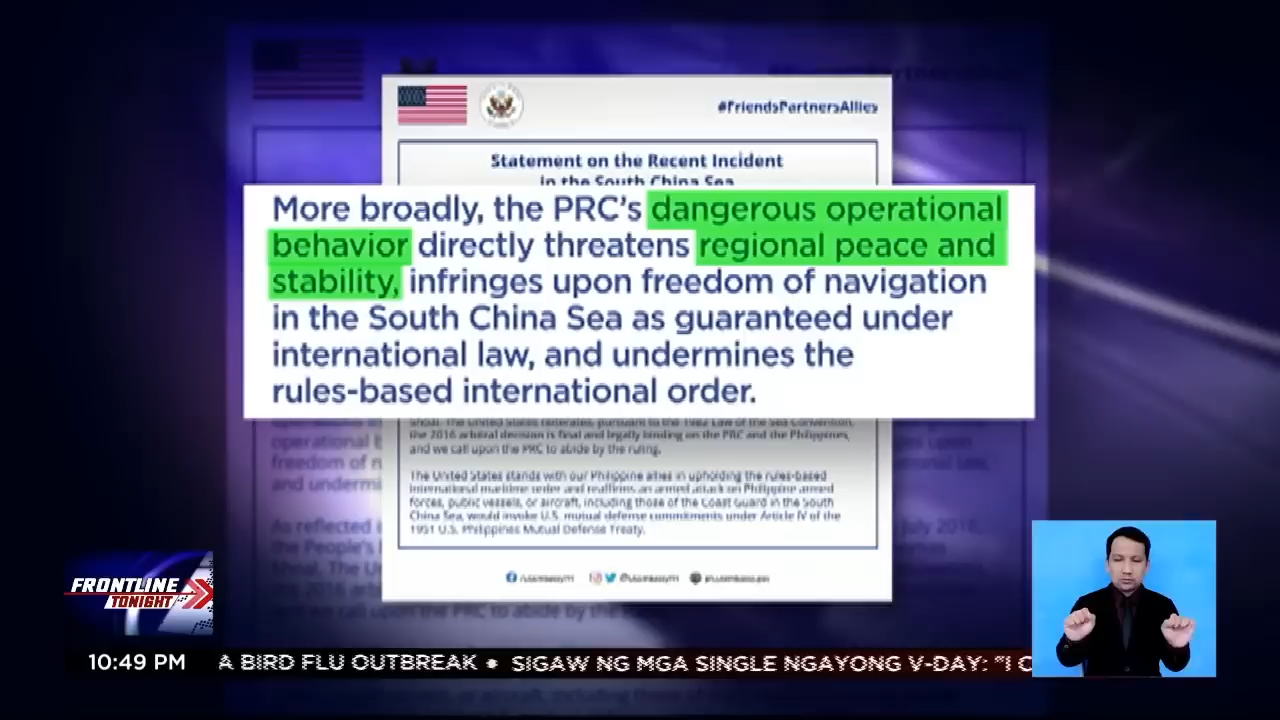 #FriendsPartnersAllies
Statement on the Recent Incident
in the South China Sea
More broadly, the PRC's dangerous operational
behavior directly threatens regional peace and
stability, infringes upon freedom of navigation
in the South China Sea as guaranteed under
international law, and undermines the
rules-based international order.
Shoal. The United States reiterates, pursuant to the 1982 Law of the Sea Convention,
the 2016 arbitral decision is final and legally binding on the PRC and the Philippines,
and we call upon the PRC to abide by the ruling.
The United States stands with our Philippine allies in upholding the rules-based
international maritime order and reaffirms an armed attack on Philippine armed
forces, public vessels, or aircraft, including those of the Coast Guard in the South
China Sea, would invoke U.S. mutual defense commitments under Article IV of the
1951 U.S. Philippines Mutual Defense Treaty.
FRONTLINE
TONIGHT
10:49 PM A BIRD FLU OUTBREAK • SIGAW NG MGA SINGLE NGAYONG V-DAY: "I